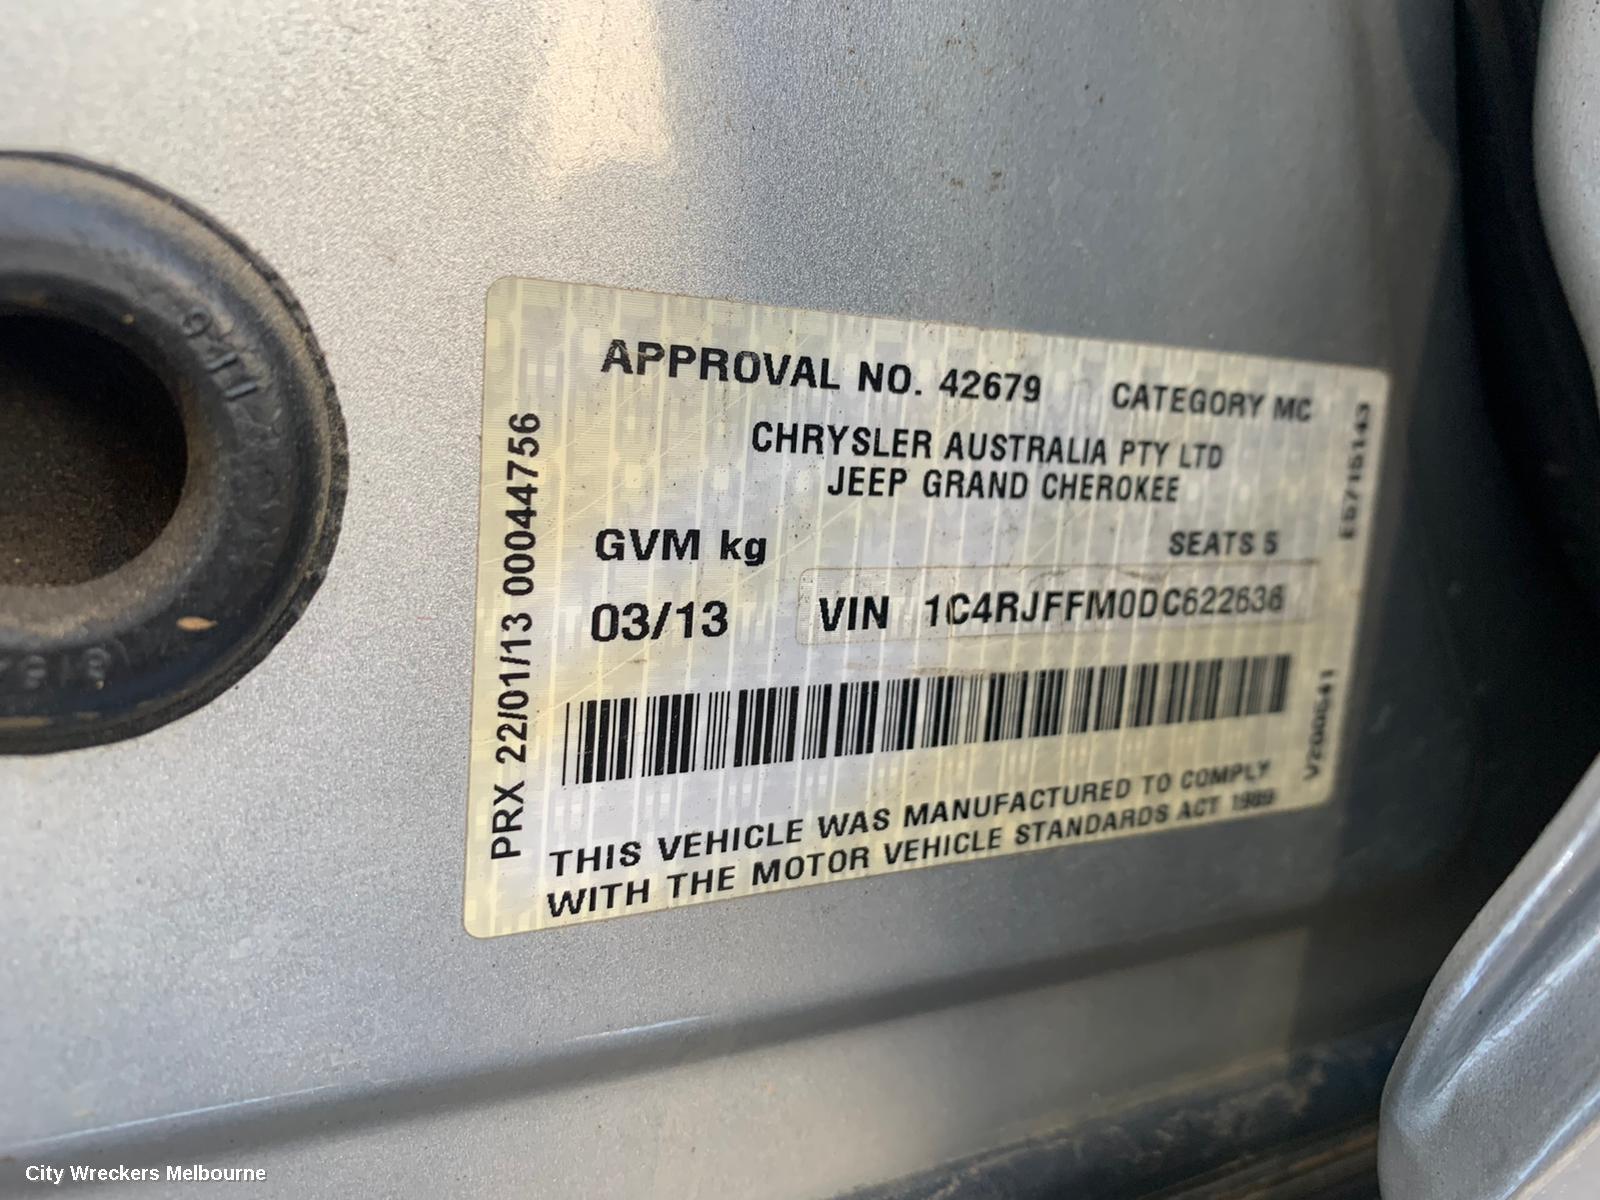 APPROVAL NO. 42679 CATEGORY MC
CHRYSLER AUSTRALIA PTY LTD
JEEP GRAND CHEROKEE
GVM kg SEATS 5
03/13 VIN 1C4RJFFM0DC622636
THIS VEHICLE WAS MANUFACTURED TO COMPLY
WITH THE MOTOR VEHICLE STANDARDS ACT 1989
PRX 22/01/13 00044756
V200541
City Wreckers Melbourne